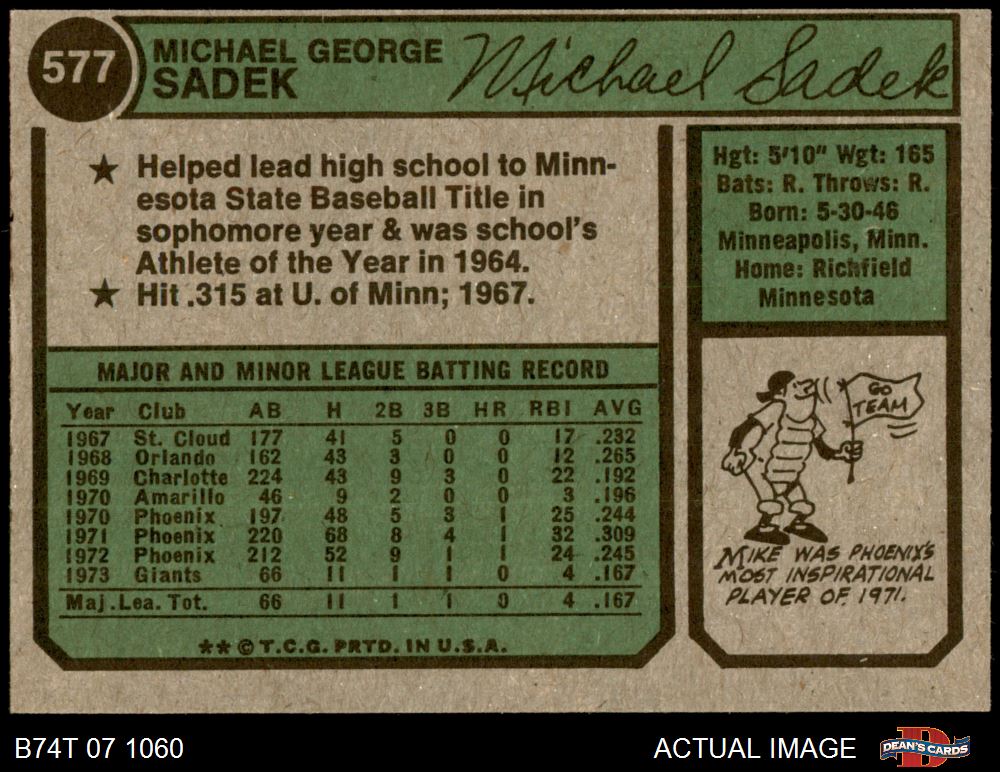 577
MICHAEL GEORGE
SADEK
Michael Sadek
★ Helped lead high school to Minn-
esota State Baseball Title in
sophomore year & was school's
Athlete of the Year in 1964.
★ Hit .315 at U. of Minn; 1967.
Hgt: 5'10" Wgt: 165
Bats: R. Throws: R.
Born: 5-30-46
Minneapolis, Minn.
Home: Richfield
Minnesota
MAJOR AND MINOR LEAGUE BATTING RECORD
Year Club AB H 2B 3B HR RBI AVG
1967 St. Cloud 177 41 5 0 0 17 .232
1968 Orlando 162 43 3 0 0 12 .265
1969 Charlotte 224 43 9 3 0 22 .192
1970 Amarillo 46 9 2 0 0 3 .196
1970 Phoenix 197 48 5 3 1 25 .244
1971 Phoenix 220 68 8 4 1 32 .309
1972 Phoenix 212 52 9 1 1 24 .245
1973 Giants 66 11 1 1 0 4 .167
Maj. Lea. Tot. 66 11 1 1 0 4 .167
** © T.C.G. PRTD. IN U.S.A.
GO
TEAM
MIKE WAS PHOENIX'S
MOST INSPIRATIONAL
PLAYER OF 1971.
B74T 07 1060
ACTUAL IMAGE
D
DEAN'S CARDS